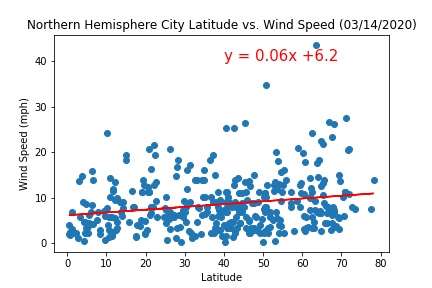 Northern Hemisphere City Latitude vs. Wind Speed (03/14/2020)
y = 0.06x +6.2
40
30
20
10
0
Wind Speed (mph)
0 10 20 30 40 50 60 70 80
Latitude